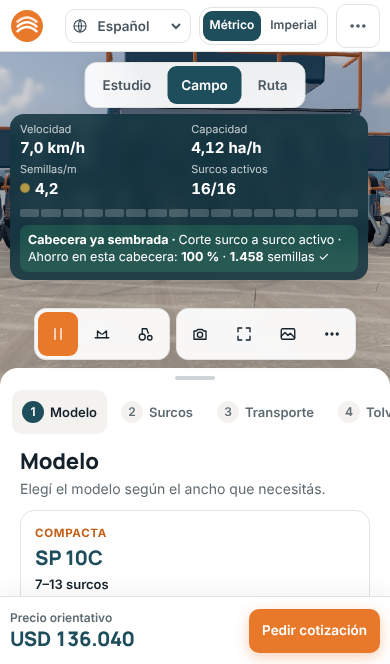 Español
Métrico
Imperial
Estudio
Campo
Ruta
Velocidad
Capacidad
7,0 km/h
4,12 ha/h
Semillas/m
Surcos activos
4,2
16/16
Cabecera ya sembrada · Corte surco a surco activo ·
Ahorro en esta cabecera: 100 % · 1.458 semillas ✓
1 Modelo
2 Surcos
3 Transporte
4 Tolv
Modelo
Elegí el modelo según el ancho que necesitás.
COMPACTA
SP 10C
7–13 surcos
Precio orientativo
USD 136.040
Pedir cotización